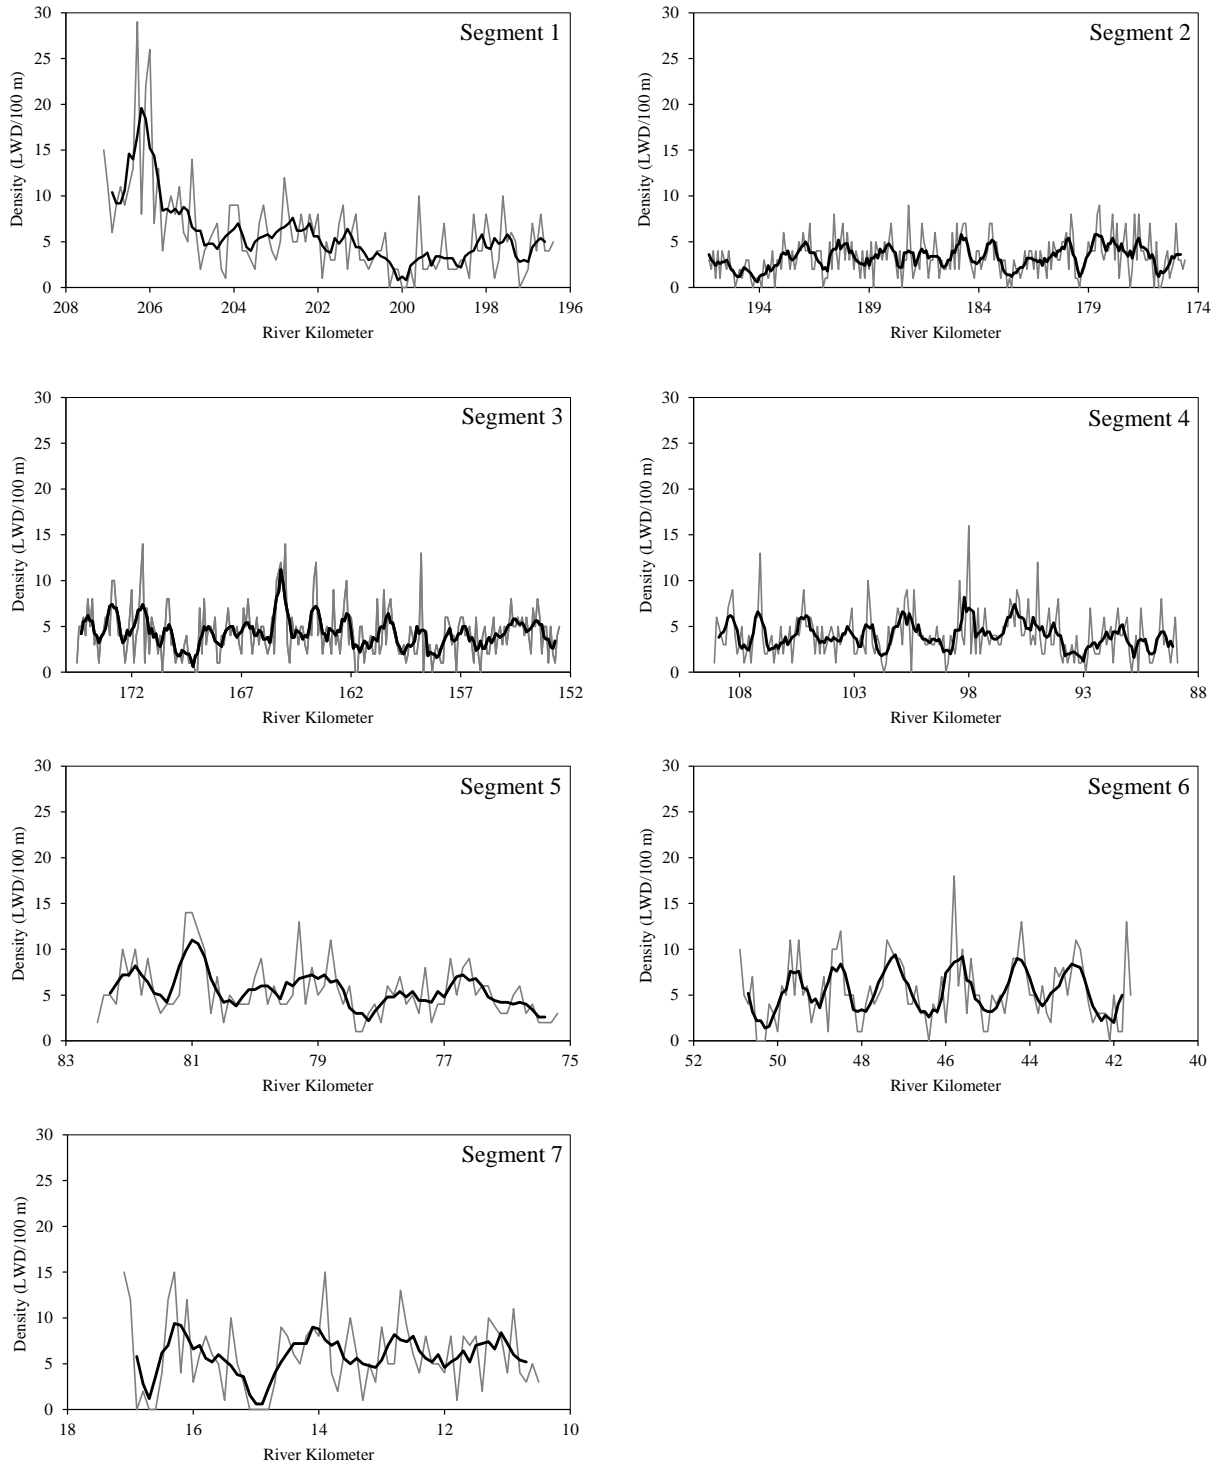 Segment 1
Density (LWD/100 m)
30
25
20
15
10
5
0
208 206 204 202 200 198 196
River Kilometer
Segment 2
Density (LWD/100 m)
30
25
20
15
10
5
0
194 189 184 179 174
River Kilometer
Segment 3
Density (LWD/100 m)
30
25
20
15
10
5
0
172 167 162 157 152
River Kilometer
Segment 4
Density (LWD/100 m)
30
25
20
15
10
5
0
108 103 98 93 88
River Kilometer
Segment 5
Density (LWD/100 m)
30
25
20
15
10
5
0
83 81 79 77 75
River Kilometer
Segment 6
Density (LWD/100 m)
30
25
20
15
10
5
0
52 50 48 46 44 42 40
River Kilometer
Segment 7
Density (LWD/100 m)
30
25
20
15
10
5
0
18 16 14 12 10
River Kilometer